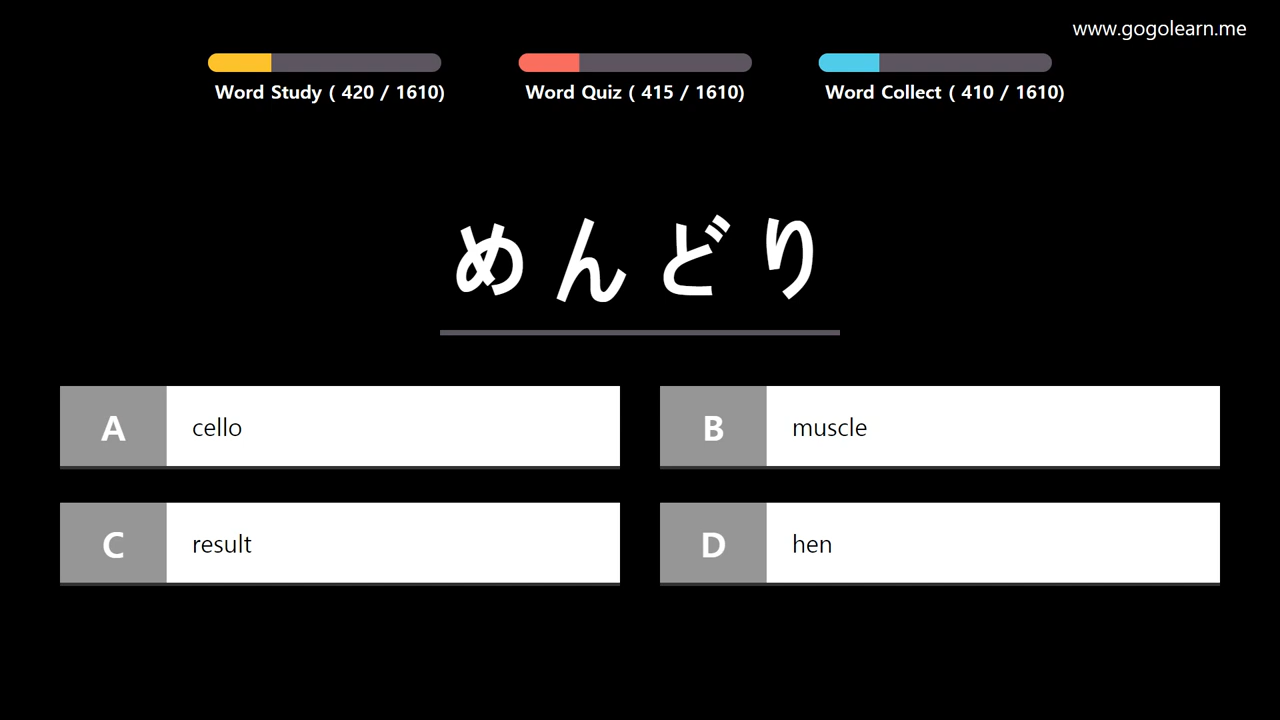 www.gogolearn.me
Word Study ( 420 / 1610)
Word Quiz ( 415 / 1610)
Word Collect ( 410 / 1610)
めんどり
A cello
B muscle
C result
D hen